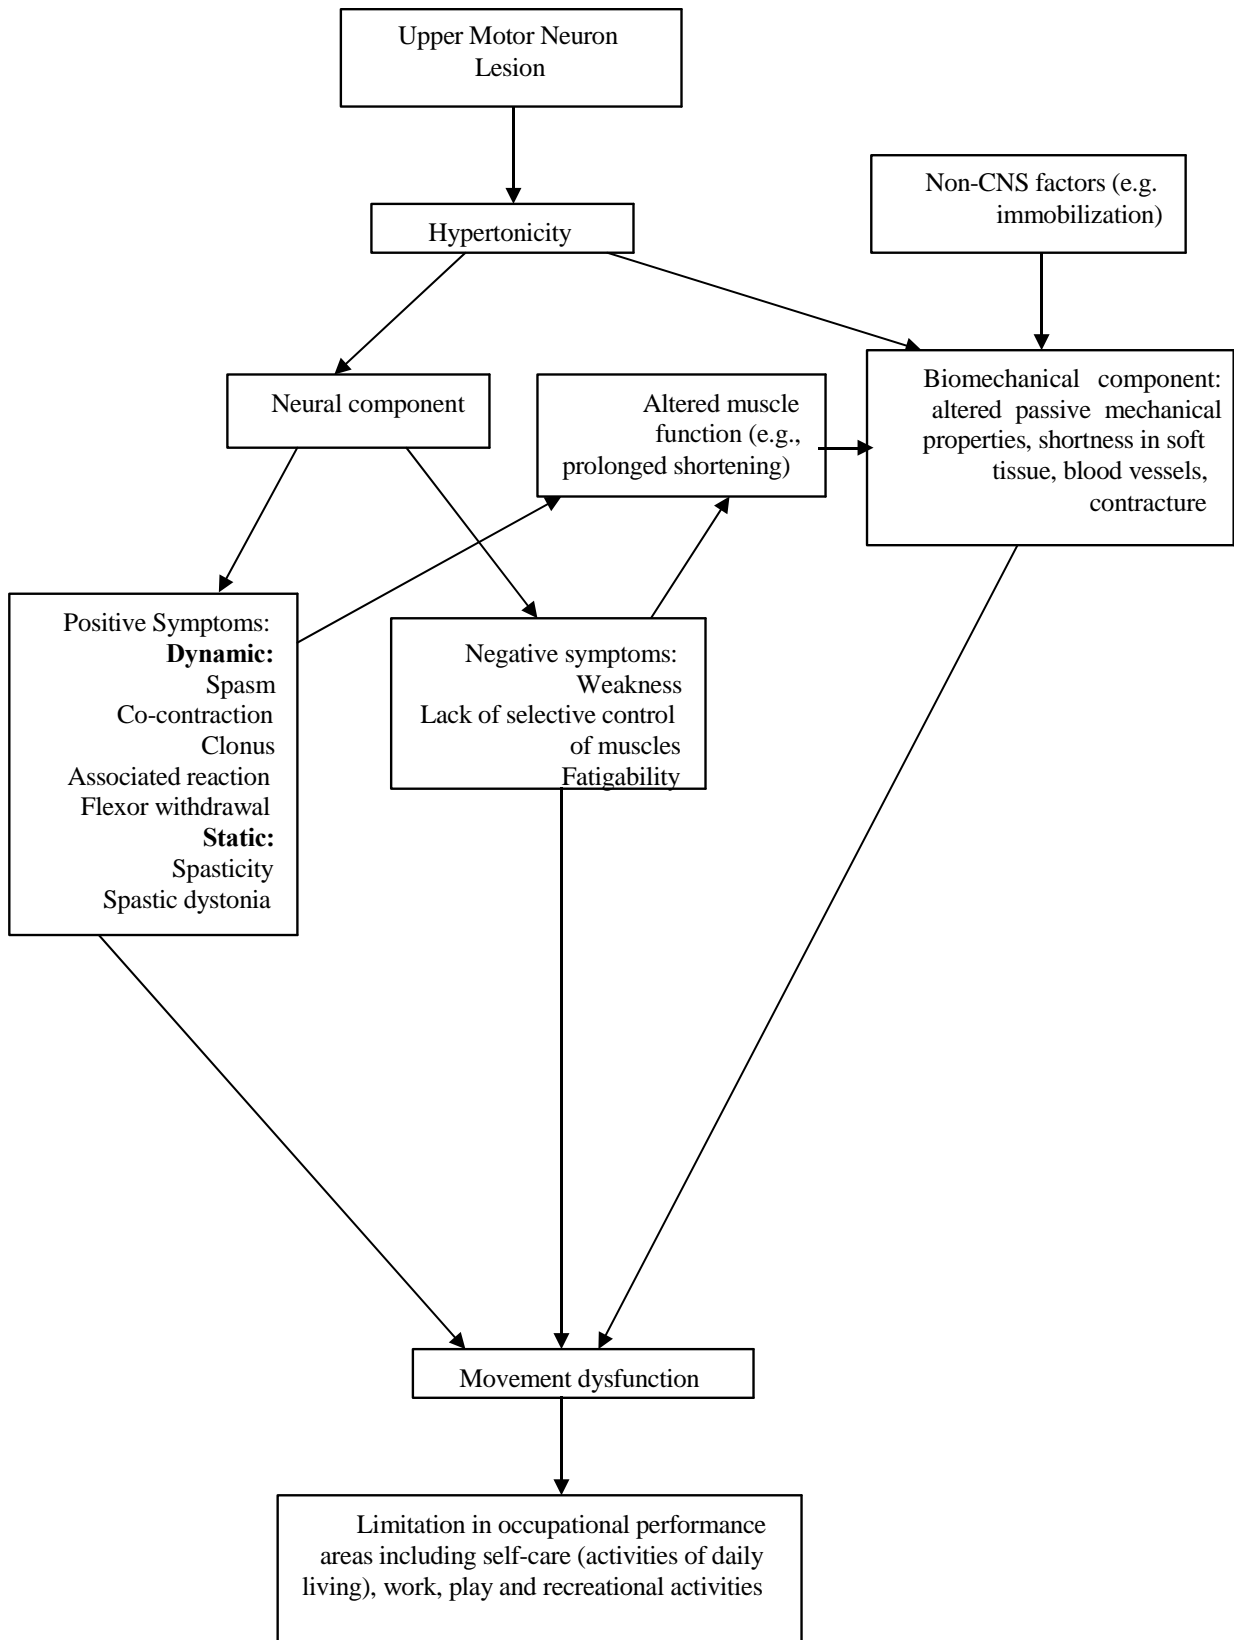 Upper Motor Neuron
Lesion
Non-CNS factors (e.g.
immobilization)
Hypertonicity
Neural component
Altered muscle
function (e.g.,
prolonged shortening)
Biomechanical component:
altered passive mechanical
properties, shortness in soft
tissue, blood vessels,
contracture
Positive Symptoms:
Dynamic:
Spasm
Co-contraction
Clonus
Associated reaction
Flexor withdrawal
Static:
Spasticity
Spastic dystonia
Negative symptoms:
Weakness
Lack of selective control
of muscles
Fatigability
Movement dysfunction
Limitation in occupational performance
areas including self-care (activities of daily
living), work, play and recreational activities